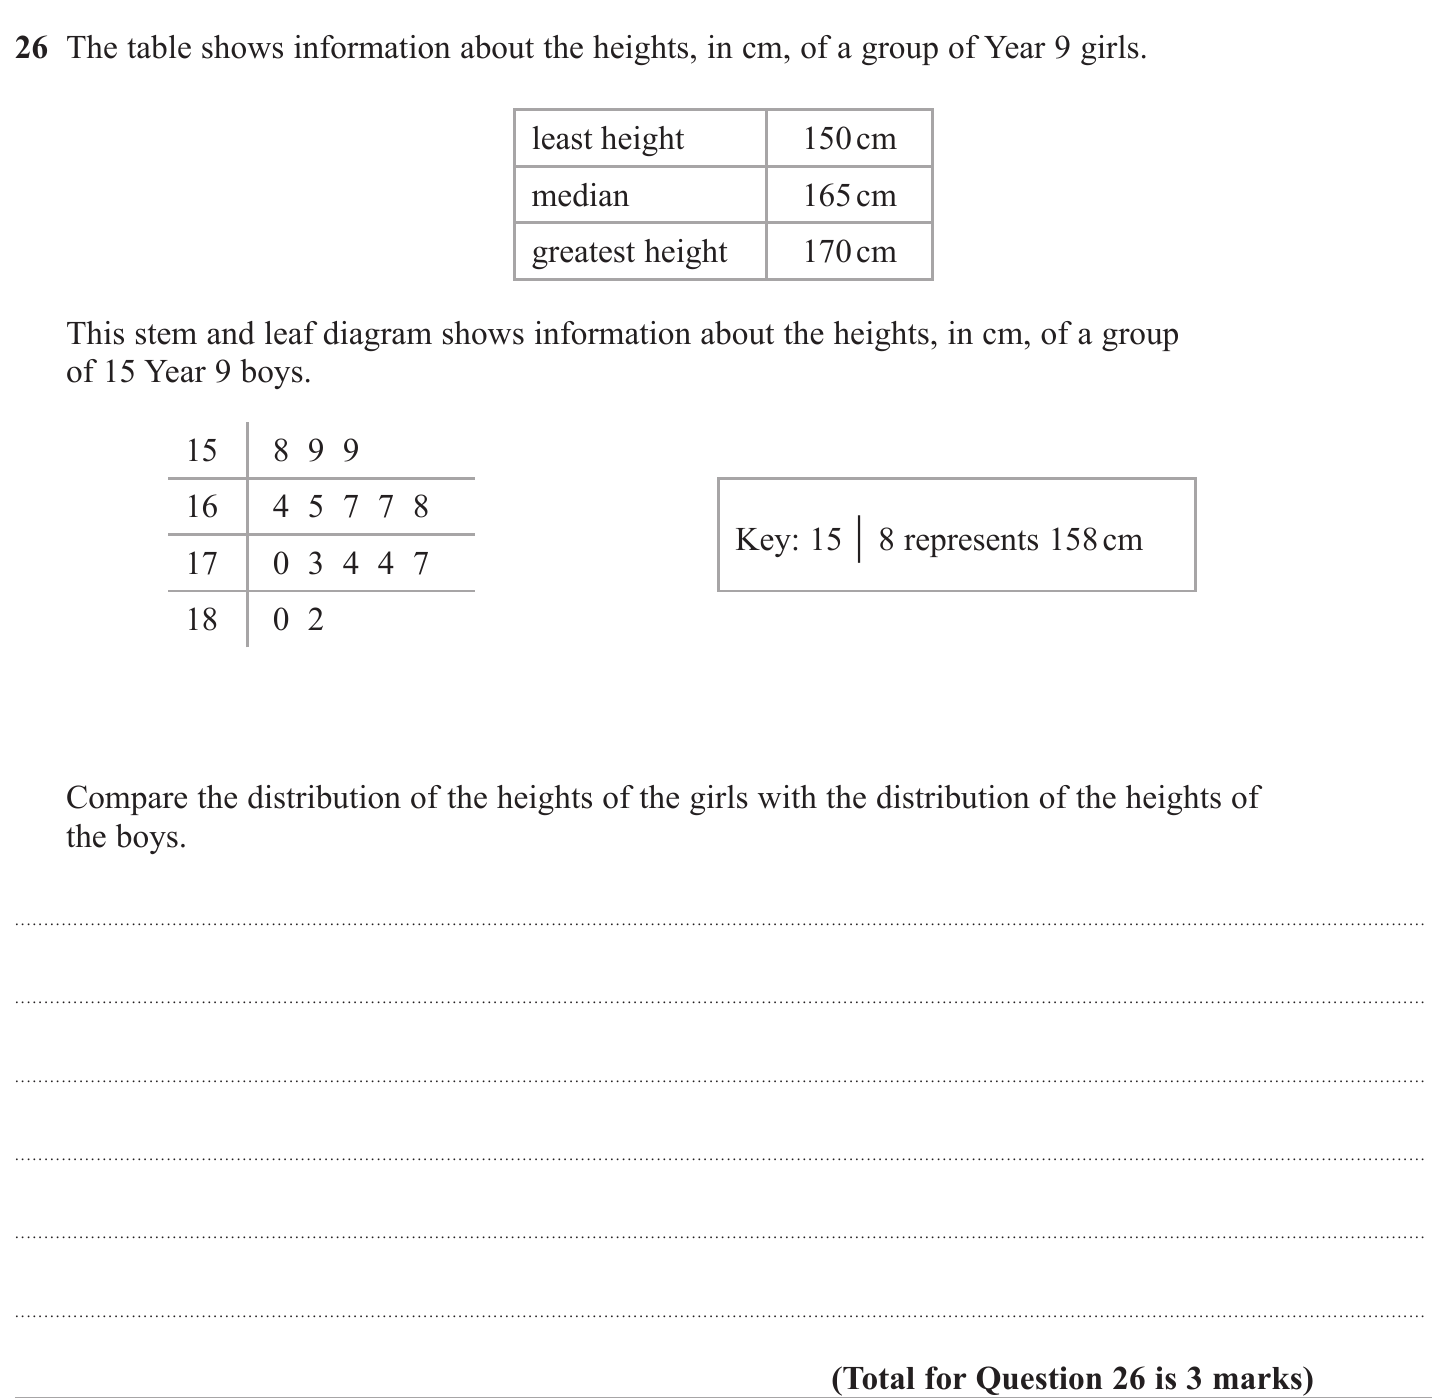 26 The table shows information about the heights, in cm, of a group of Year 9 girls.
least height 150 cm
median 165 cm
greatest height 170 cm
This stem and leaf diagram shows information about the heights, in cm, of a group
of 15 Year 9 boys.
15 8 9 9
16 4 5 7 7 8
17 0 3 4 4 7
18 0 2
Key: 15 | 8 represents 158 cm
Compare the distribution of the heights of the girls with the distribution of the heights of
the boys.
(Total for Question 26 is 3 marks)